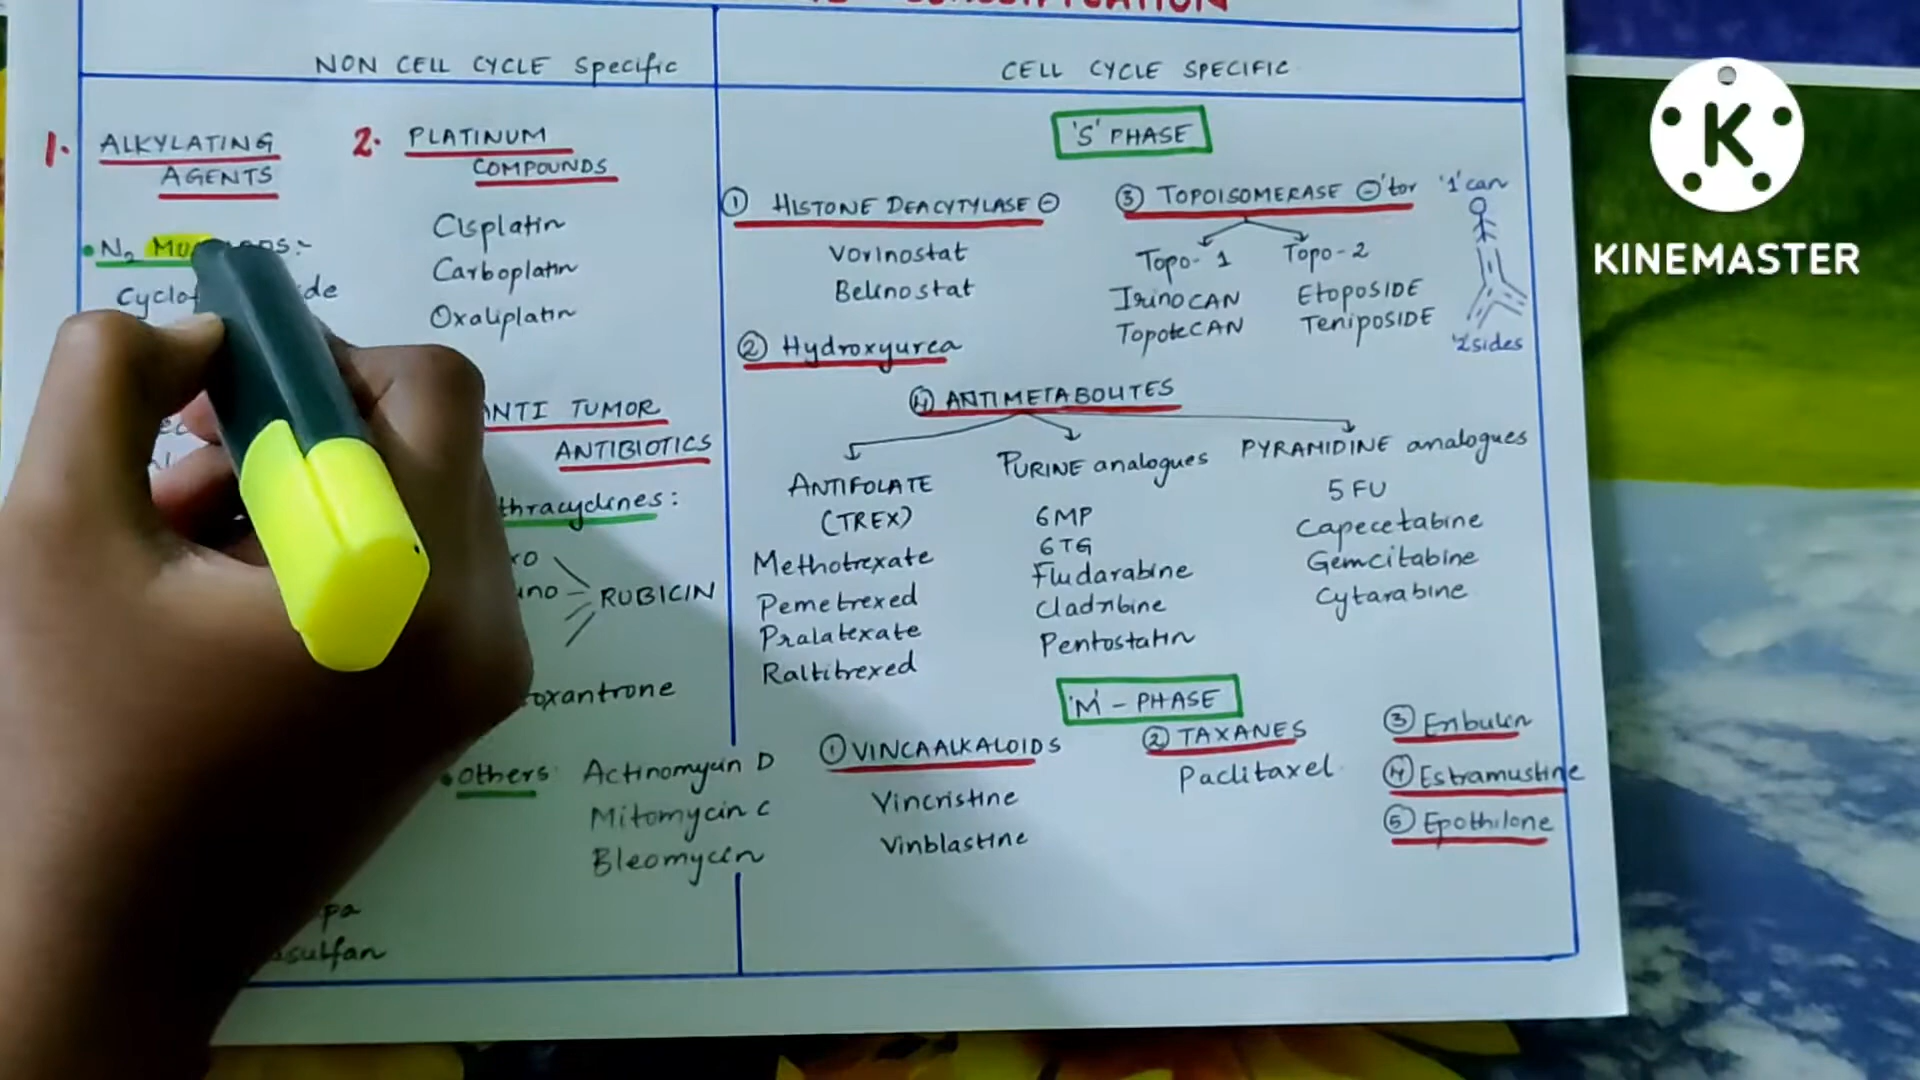 NON CELL CYCLE Specific
1. ALKYLATING
AGENTS
N2
2. PLATINUM
COMPOUNDS
Cisplatin
Carboplatin
Oxaliplatin
ANTI TUMOR
ANTIBIOTICS
RUBICIN
Others: Actinomycin D
Mitomycin C
Bleomycin
CELL CYCLE SPECIFIC
'S' PHASE
① HISTONE DEACYTYLASE ⊖
Vorinostat
Belinostat
② Hydroxyurea
③ TOPOISOMERASE ⊖'tor
Topo-1 Topo-2
IrinoCAN EtopoSIDE
TopoteCAN TenipoSIDE
'1' can
'2' sides
④ ANTIMETABOLITES
ANTIFOLATE
(TREX)
Methotrexate
Pemetrexed
Pralatexate
Raltitrexed
PURINE analogues
6MP
6TG
Fludarabine
Cladribine
Pentostatin
PYRAMIDINE analogues
5 FU
Capecetabine
Gemcitabine
Cytarabine
'M' - PHASE
① VINCAALKALOIDS
Vincristine
Vinblastine
② TAXANES
Paclitaxel
③ Eribulin
④ Estramustine
⑤ Epothilone
K
KINEMASTER